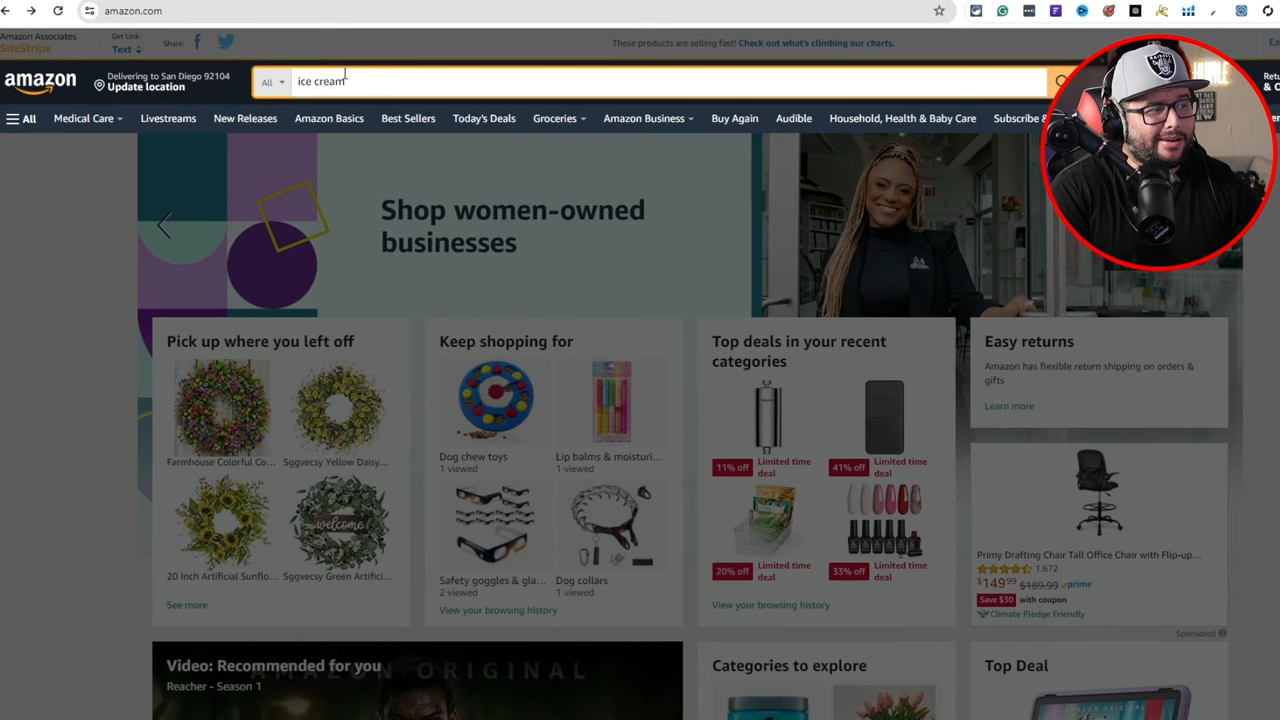 amazon.com
Amazon Associates
SiteStripe
Get Link:
Text
Share:
These products are selling fast! Check out what's climbing our charts.
amazon
Delivering to San Diego 92104
Update location
All
ice cream
All
Medical Care
Livestreams
New Releases
Amazon Basics
Best Sellers
Today's Deals
Groceries
Amazon Business
Buy Again
Audible
Household, Health & Baby Care
Subscribe &
Shop women-owned
businesses
Pick up where you left off
Farmhouse Colorful Co...
Sggvecsy Yellow Daisy...
welcome
20 Inch Artificial Sunflo...
Sggvecsy Green Artifici...
See more
Keep shopping for
Dog chew toys
1 viewed
Lip balms & moisturi...
1 viewed
Safety goggles & gla...
2 viewed
Dog collars
1 viewed
View your browsing history
Top deals in your recent
categories
11% off
Limited time
deal
41% off
Limited time
deal
20% off
Limited time
deal
33% off
Limited time
deal
View your browsing history
Easy returns
Amazon has flexible return shipping on orders &
gifts
Learn more
Primy Drafting Chair Tall Office Chair with Flip-up...
1,672
$149 99 $189.99 prime
Save $30 with coupon
Climate Pledge Friendly
Sponsored
Video: Recommended for you
AMAZON ORIGINAL
Reacher - Season 1
Categories to explore
Top Deal